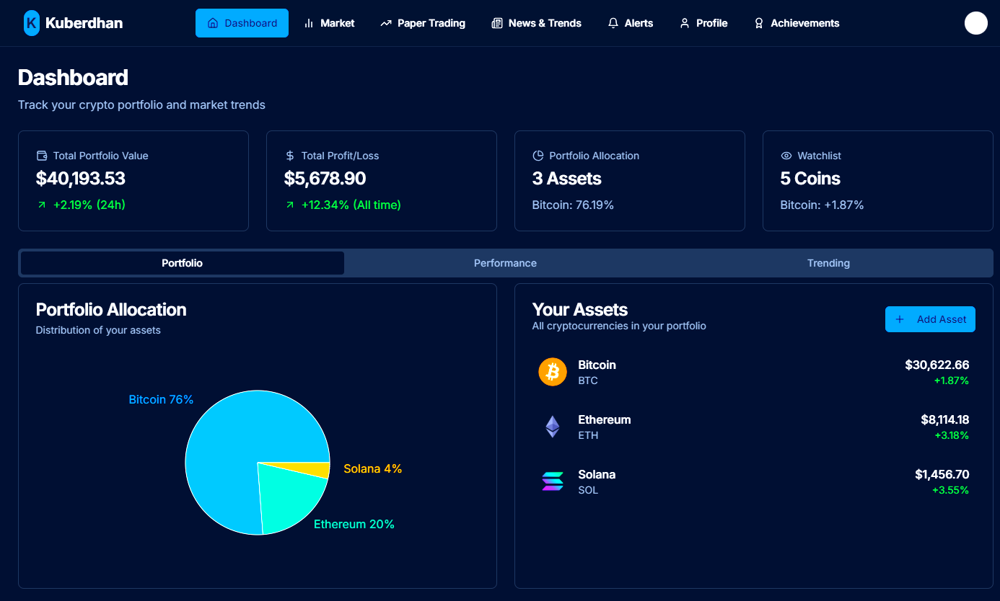 K Kuberdhan
Dashboard
Market
Paper Trading
News & Trends
Alerts
Profile
Achievements
Dashboard
Track your crypto portfolio and market trends
Total Portfolio Value
$40,193.53
+2.19% (24h)
Total Profit/Loss
$5,678.90
+12.34% (All time)
Portfolio Allocation
3 Assets
Bitcoin: 76.19%
Watchlist
5 Coins
Bitcoin: +1.87%
Portfolio
Performance
Trending
Portfolio Allocation
Distribution of your assets
Bitcoin 76%
Solana 4%
Ethereum 20%
Your Assets
All cryptocurrencies in your portfolio
+ Add Asset
Bitcoin
$30,622.66
BTC
+1.87%
Ethereum
$8,114.18
ETH
+3.18%
Solana
$1,456.70
SOL
+3.55%